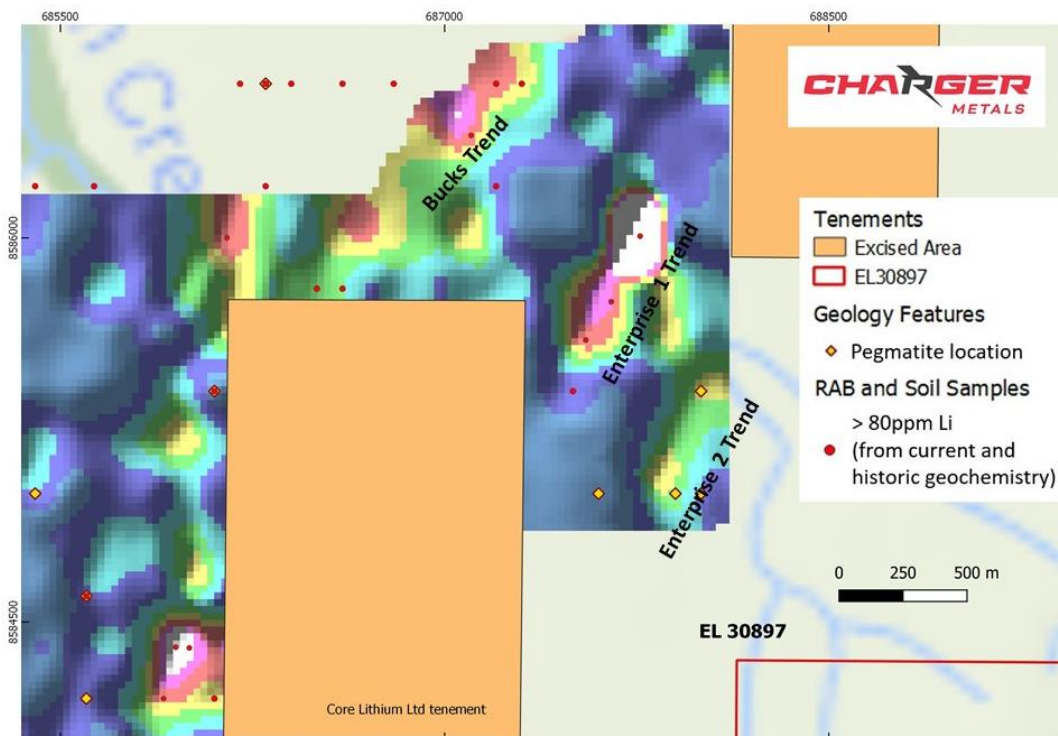 685500
687000
688500
n Cree
CHARGER
METALS
Bucks Trend
8586000
Tenements
Excised Area
EL30897
Geology Features
Pegmatite location
RAB and Soil Samples
> 80ppm Li
(from current and
historic geochemistry)
Enterprise 1 Trend
Enterprise 2 Trend
0 250 500 m
8584500
EL 30897
Core Lithium Ltd tenement